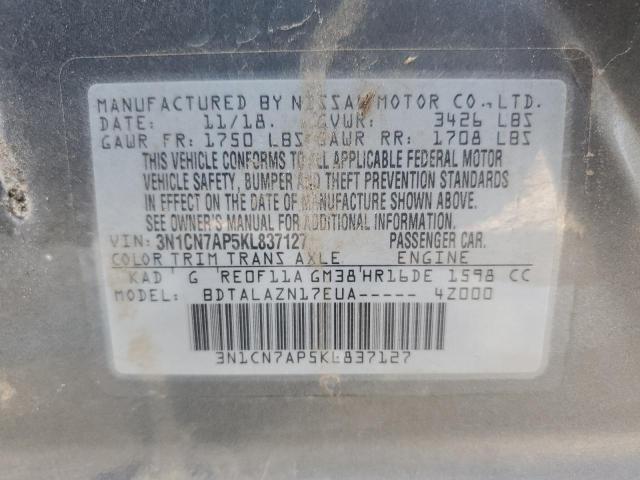 MANUFACTURED BY NISSAN MOTOR CO., LTD.
DATE: 11/18. GVWR: 3426 LBS
GAWR FR: 1750 LBS GAWR RR: 1708 LBS
THIS VEHICLE CONFORMS TO ALL APPLICABLE FEDERAL MOTOR
VEHICLE SAFETY, BUMPER AND THEFT PREVENTION STANDARDS
IN EFFECT ON THE DATE OF MANUFACTURE SHOWN ABOVE.
SEE OWNER'S MANUAL FOR ADDITIONAL INFORMATION.
VIN: 3N1CN7AP5KL837127 PASSENGER CAR.
COLOR TRIM TRANS AXLE ENGINE
KAD G RE0F11A GM38 HR16DE 1598 CC
MODEL: BDTALAZN17EUA----- 4Z000
3N1CN7AP5KL837127